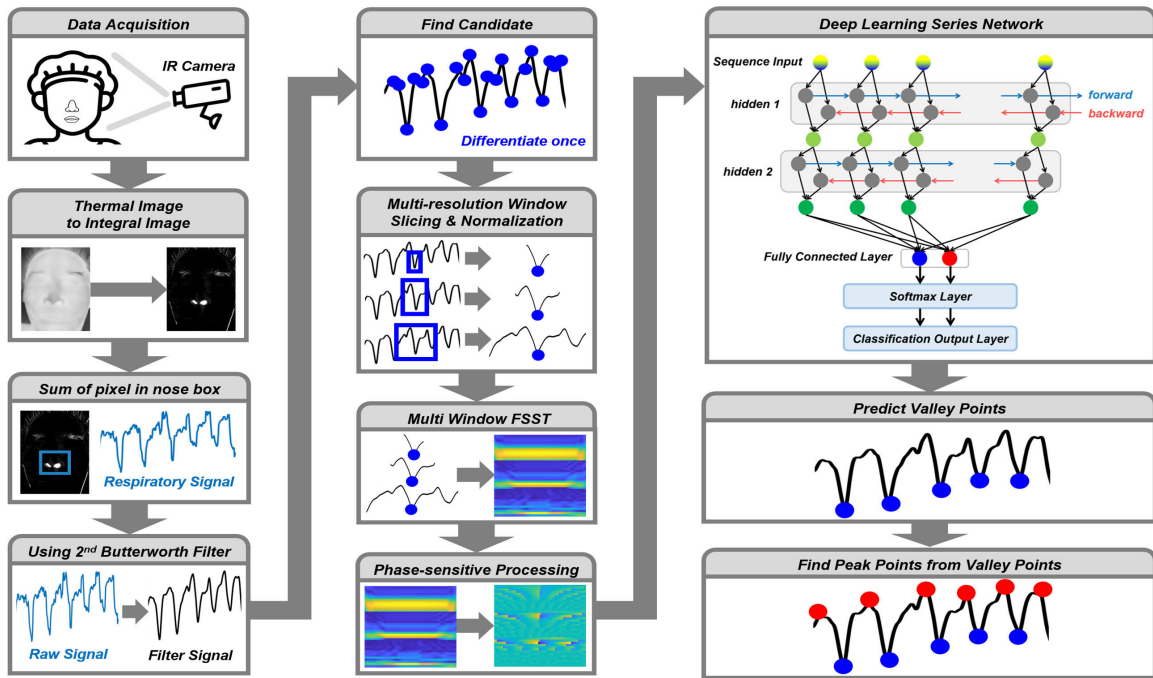 Data Acquisition
IR Camera
Thermal Image
to Integral Image
Sum of pixel in nose box
Respiratory Signal
Using 2nd Butterworth Filter
Raw Signal
Filter Signal
Find Candidate
Differentiate once
Multi-resolution Window
Slicing & Normalization
Multi Window FSST
Phase-sensitive Processing
Deep Learning Series Network
Sequence Input
hidden 1
forward
backward
hidden 2
Fully Connected Layer
Softmax Layer
Classification Output Layer
Predict Valley Points
Find Peak Points from Valley Points